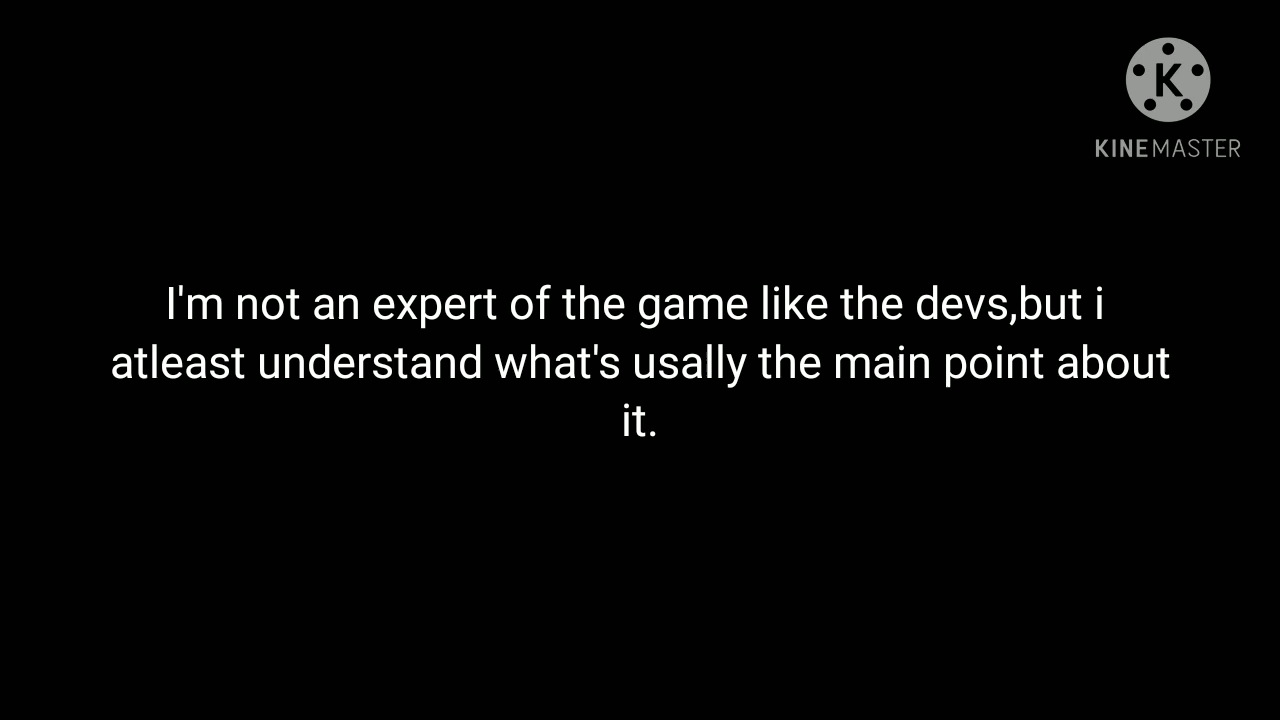 K
KINEMASTER
I'm not an expert of the game like the devs,but i
atleast understand what's usally the main point about
it.